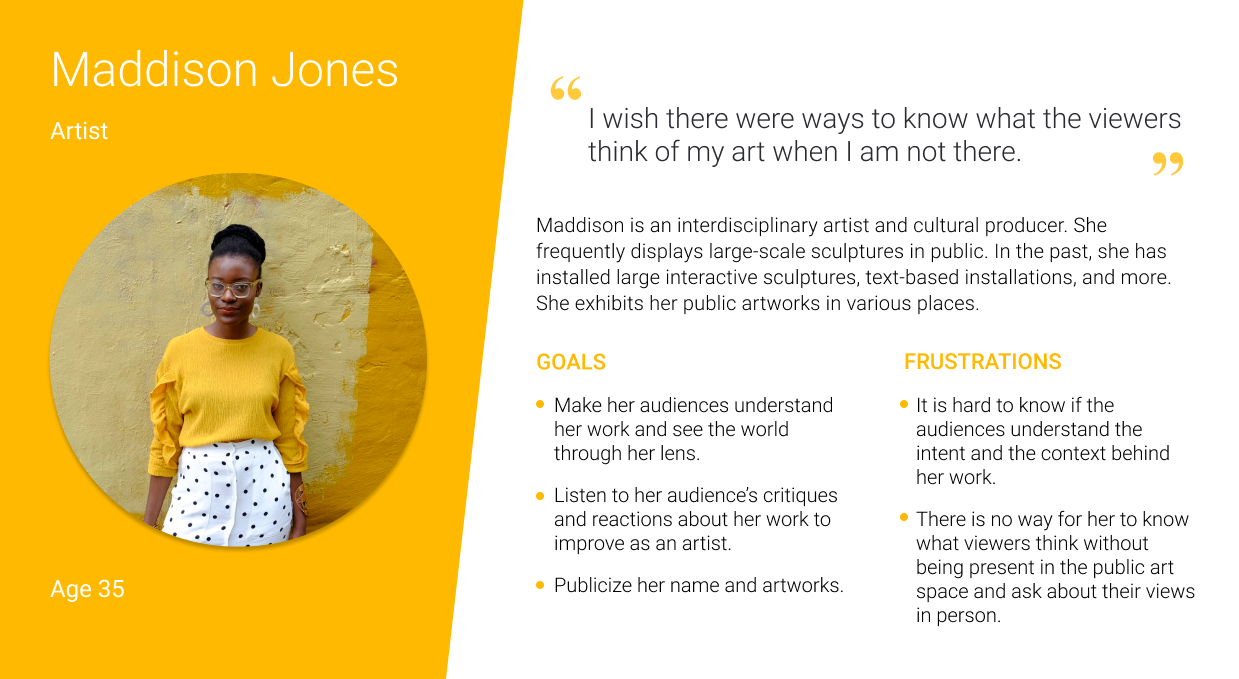 Maddison Jones
Artist
Age 35
“
I wish there were ways to know what the viewers
think of my art when I am not there.
”
Maddison is an interdisciplinary artist and cultural producer. She
frequently displays large-scale sculptures in public. In the past, she has
installed large interactive sculptures, text-based installations, and more.
She exhibits her public artworks in various places.
GOALS
• Make her audiences understand
her work and see the world
through her lens.
• Listen to her audience’s critiques
and reactions about her work to
improve as an artist.
• Publicize her name and artworks.
FRUSTRATIONS
• It is hard to know if the
audiences understand the
intent and the context behind
her work.
• There is no way for her to know
what viewers think without
being present in the public art
space and ask about their views
in person.